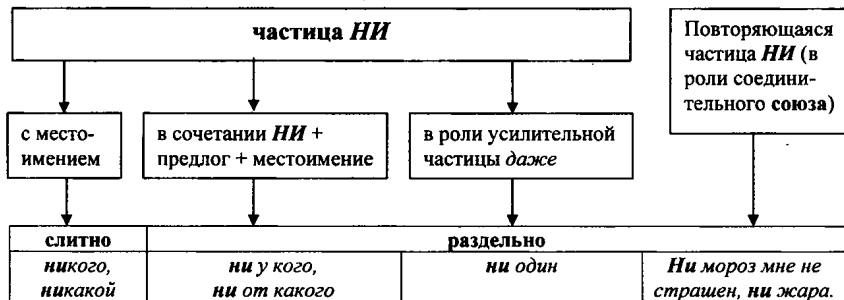 частица НИ
Повторяющаяся
частица НИ (в
роли соедини-
тельного союза)
с место-
имением
в сочетании НИ +
предлог + местоимение
в роли усилительной
частицы даже
слитно
раздельно
никого,
никакой
ни у кого,
ни от какого
ни один
Ни мороз мне не
страшен, ни жара.